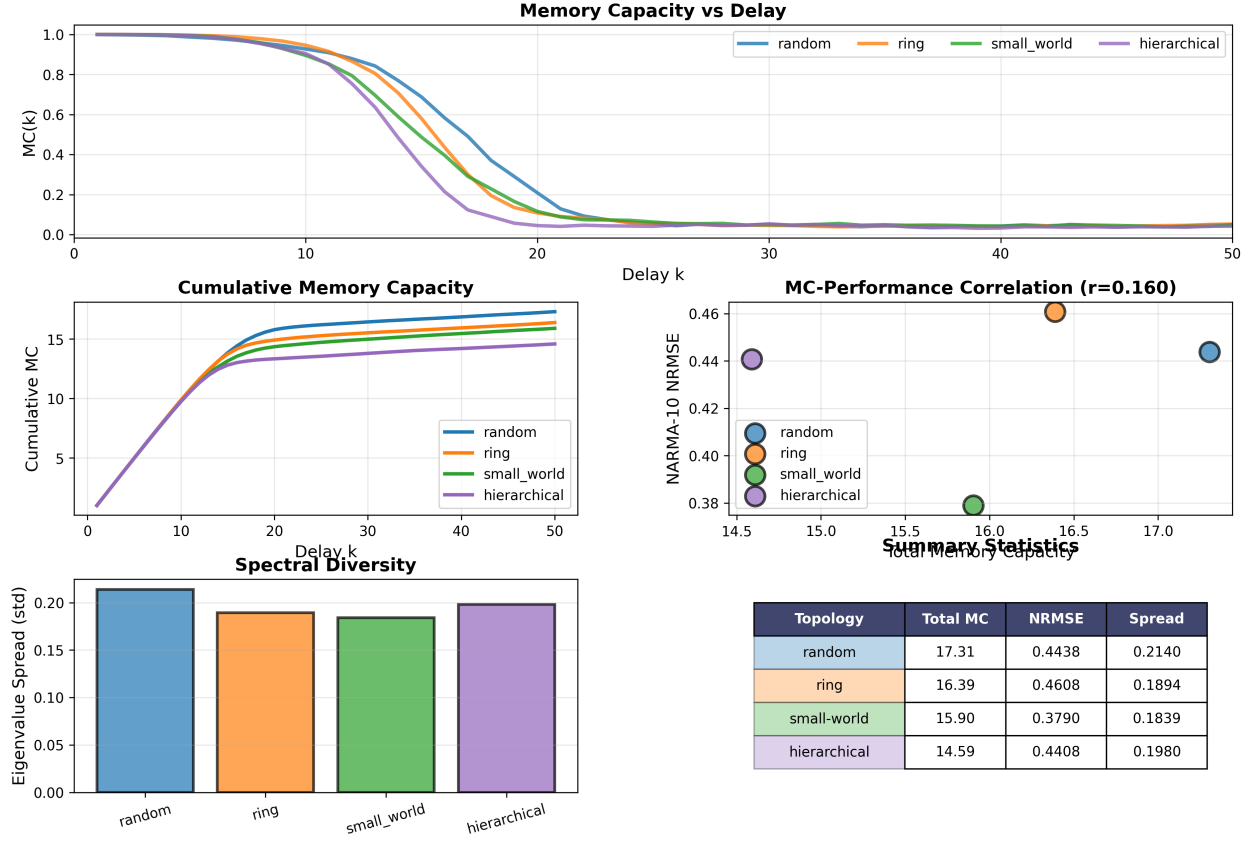 Memory Capacity vs Delay
MC(k)
1.0
0.8
0.6
0.4
0.2
0.0
random ring small_world hierarchical
0 10 20 30 40 50
Delay k
Cumulative Memory Capacity
Cumulative MC
15
10
5
random
ring
small_world
hierarchical
0 10 20 30 40 50
Delay k
MC-Performance Correlation (r=0.160)
NARMA-10 NRMSE
0.46
0.44
0.42
0.40
0.38
random
ring
small_world
hierarchical
14.5 15.0 15.5 16.0 16.5 17.0
Total Memory Capacity
Spectral Diversity
Eigenvalue Spread (std)
0.20
0.15
0.10
0.05
0.00
random ring small_world hierarchical
Summary Statistics
Topology Total MC NRMSE Spread
random 17.31 0.4438 0.2140
ring 16.39 0.4608 0.1894
small-world 15.90 0.3790 0.1839
hierarchical 14.59 0.4408 0.1980